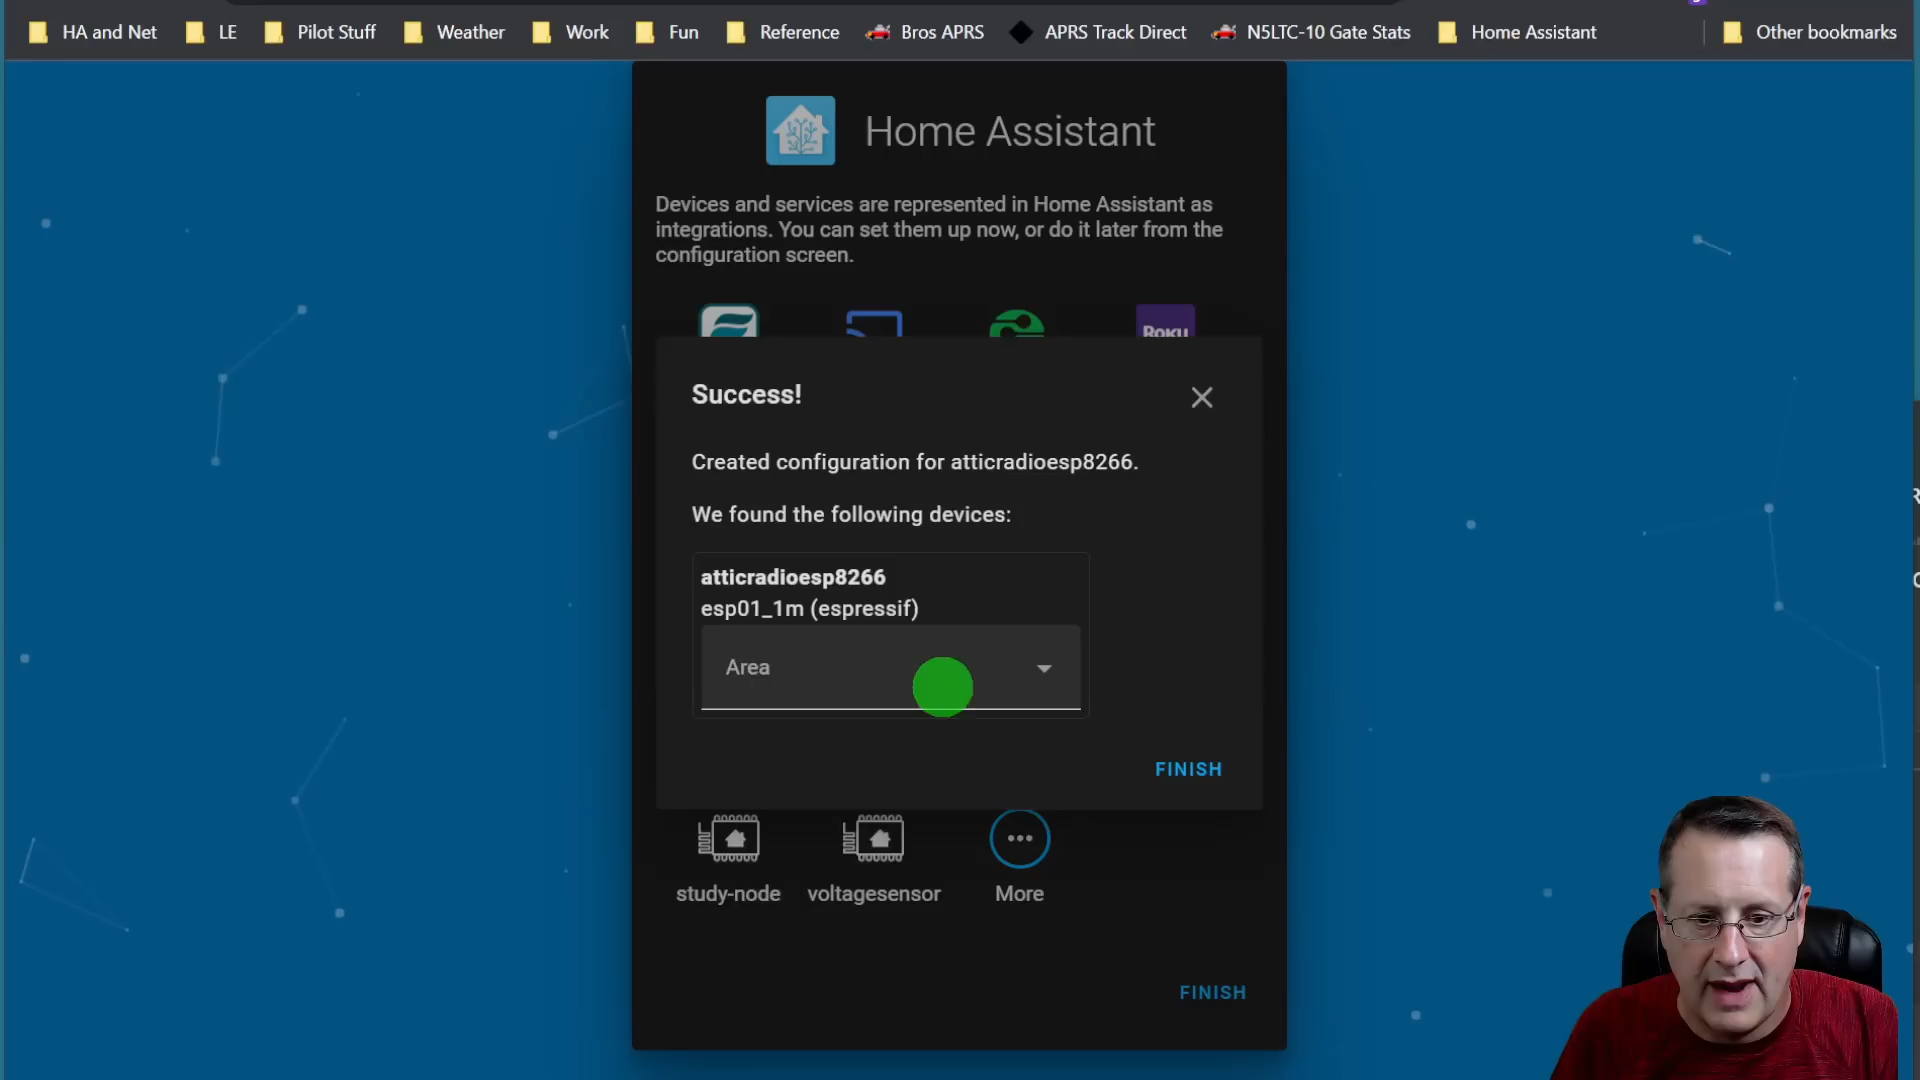 HA and Net
LE
Pilot Stuff
Weather
Work
Fun
Reference
Bros APRS
APRS Track Direct
N5LTC-10 Gate Stats
Home Assistant
Other bookmarks
Home Assistant
Devices and services are represented in Home Assistant as
integrations. You can set them up now, or do it later from the
configuration screen.
Roku
Success!
Created configuration for atticradioesp8266.
We found the following devices:
atticradioesp8266
esp01_1m (espressif)
Area
FINISH
study-node
voltagesensor
More
FINISH